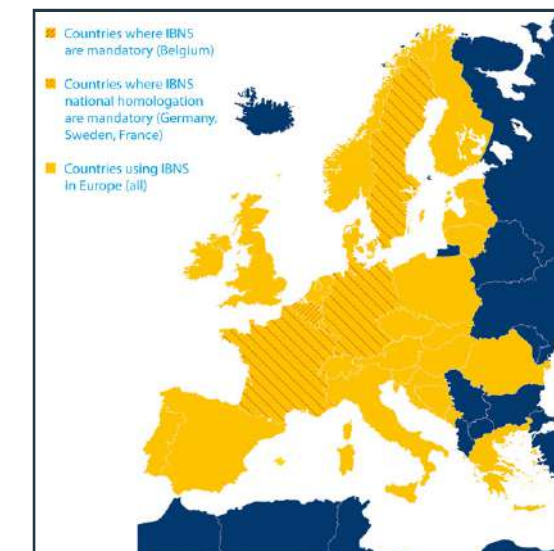 Countries where IBNS
are mandatory (Belgium)
Countries where IBNS
national homologation
are mandatory (Germany,
Sweden, France)
Countries using IBNS
in Europe (all)